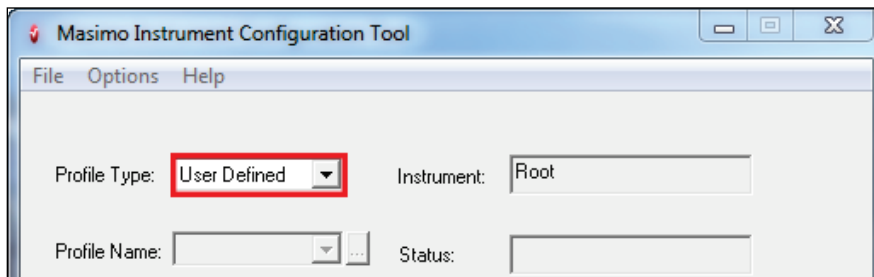 Masimo Instrument Configuration Tool
File Options Help
Profile Type: User Defined Instrument: Root
Profile Name: ... Status: